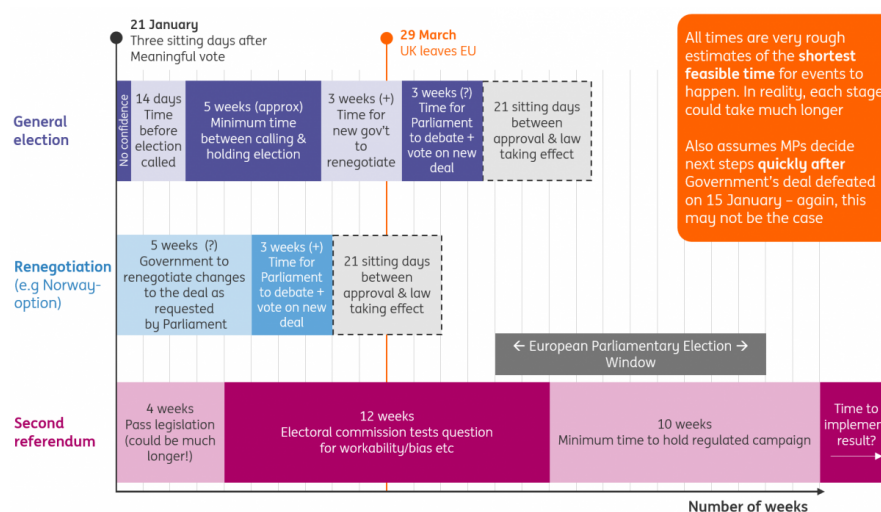 21 January
Three sitting days after
Meaningful vote
29 March
UK leaves EU
All times are very rough
estimates of the shortest
feasible time for events to
happen. In reality, each stage
could take much longer
Also assumes MPs decide
next steps quickly after
Government's deal defeated
on 15 January – again, this
may not be the case
General
election
No confidence
14 days
Time
before
election
called
5 weeks (approx)
Minimum time
between calling &
holding election
3 weeks (+)
Time for
new gov't
to
renegotiate
3 weeks (?)
Time for
Parliament
to debate +
vote on new
deal
21 sitting days
between
approval & law
taking effect
Renegotiation
(e.g Norway-
option)
5 weeks (?)
Government to
renegotiate changes
to the deal as
requested
by Parliament
3 weeks (+)
Time for
Parliament
to debate +
vote on new
deal
21 sitting days
between
approval & law
taking effect
← European Parliamentary Election →
Window
Second
referendum
4 weeks
Pass legislation
(could be much
longer!)
12 weeks
Electoral commission tests question
for workability/bias etc
10 weeks
Minimum time to hold regulated campaign
Time to
implemen
result?
Number of weeks